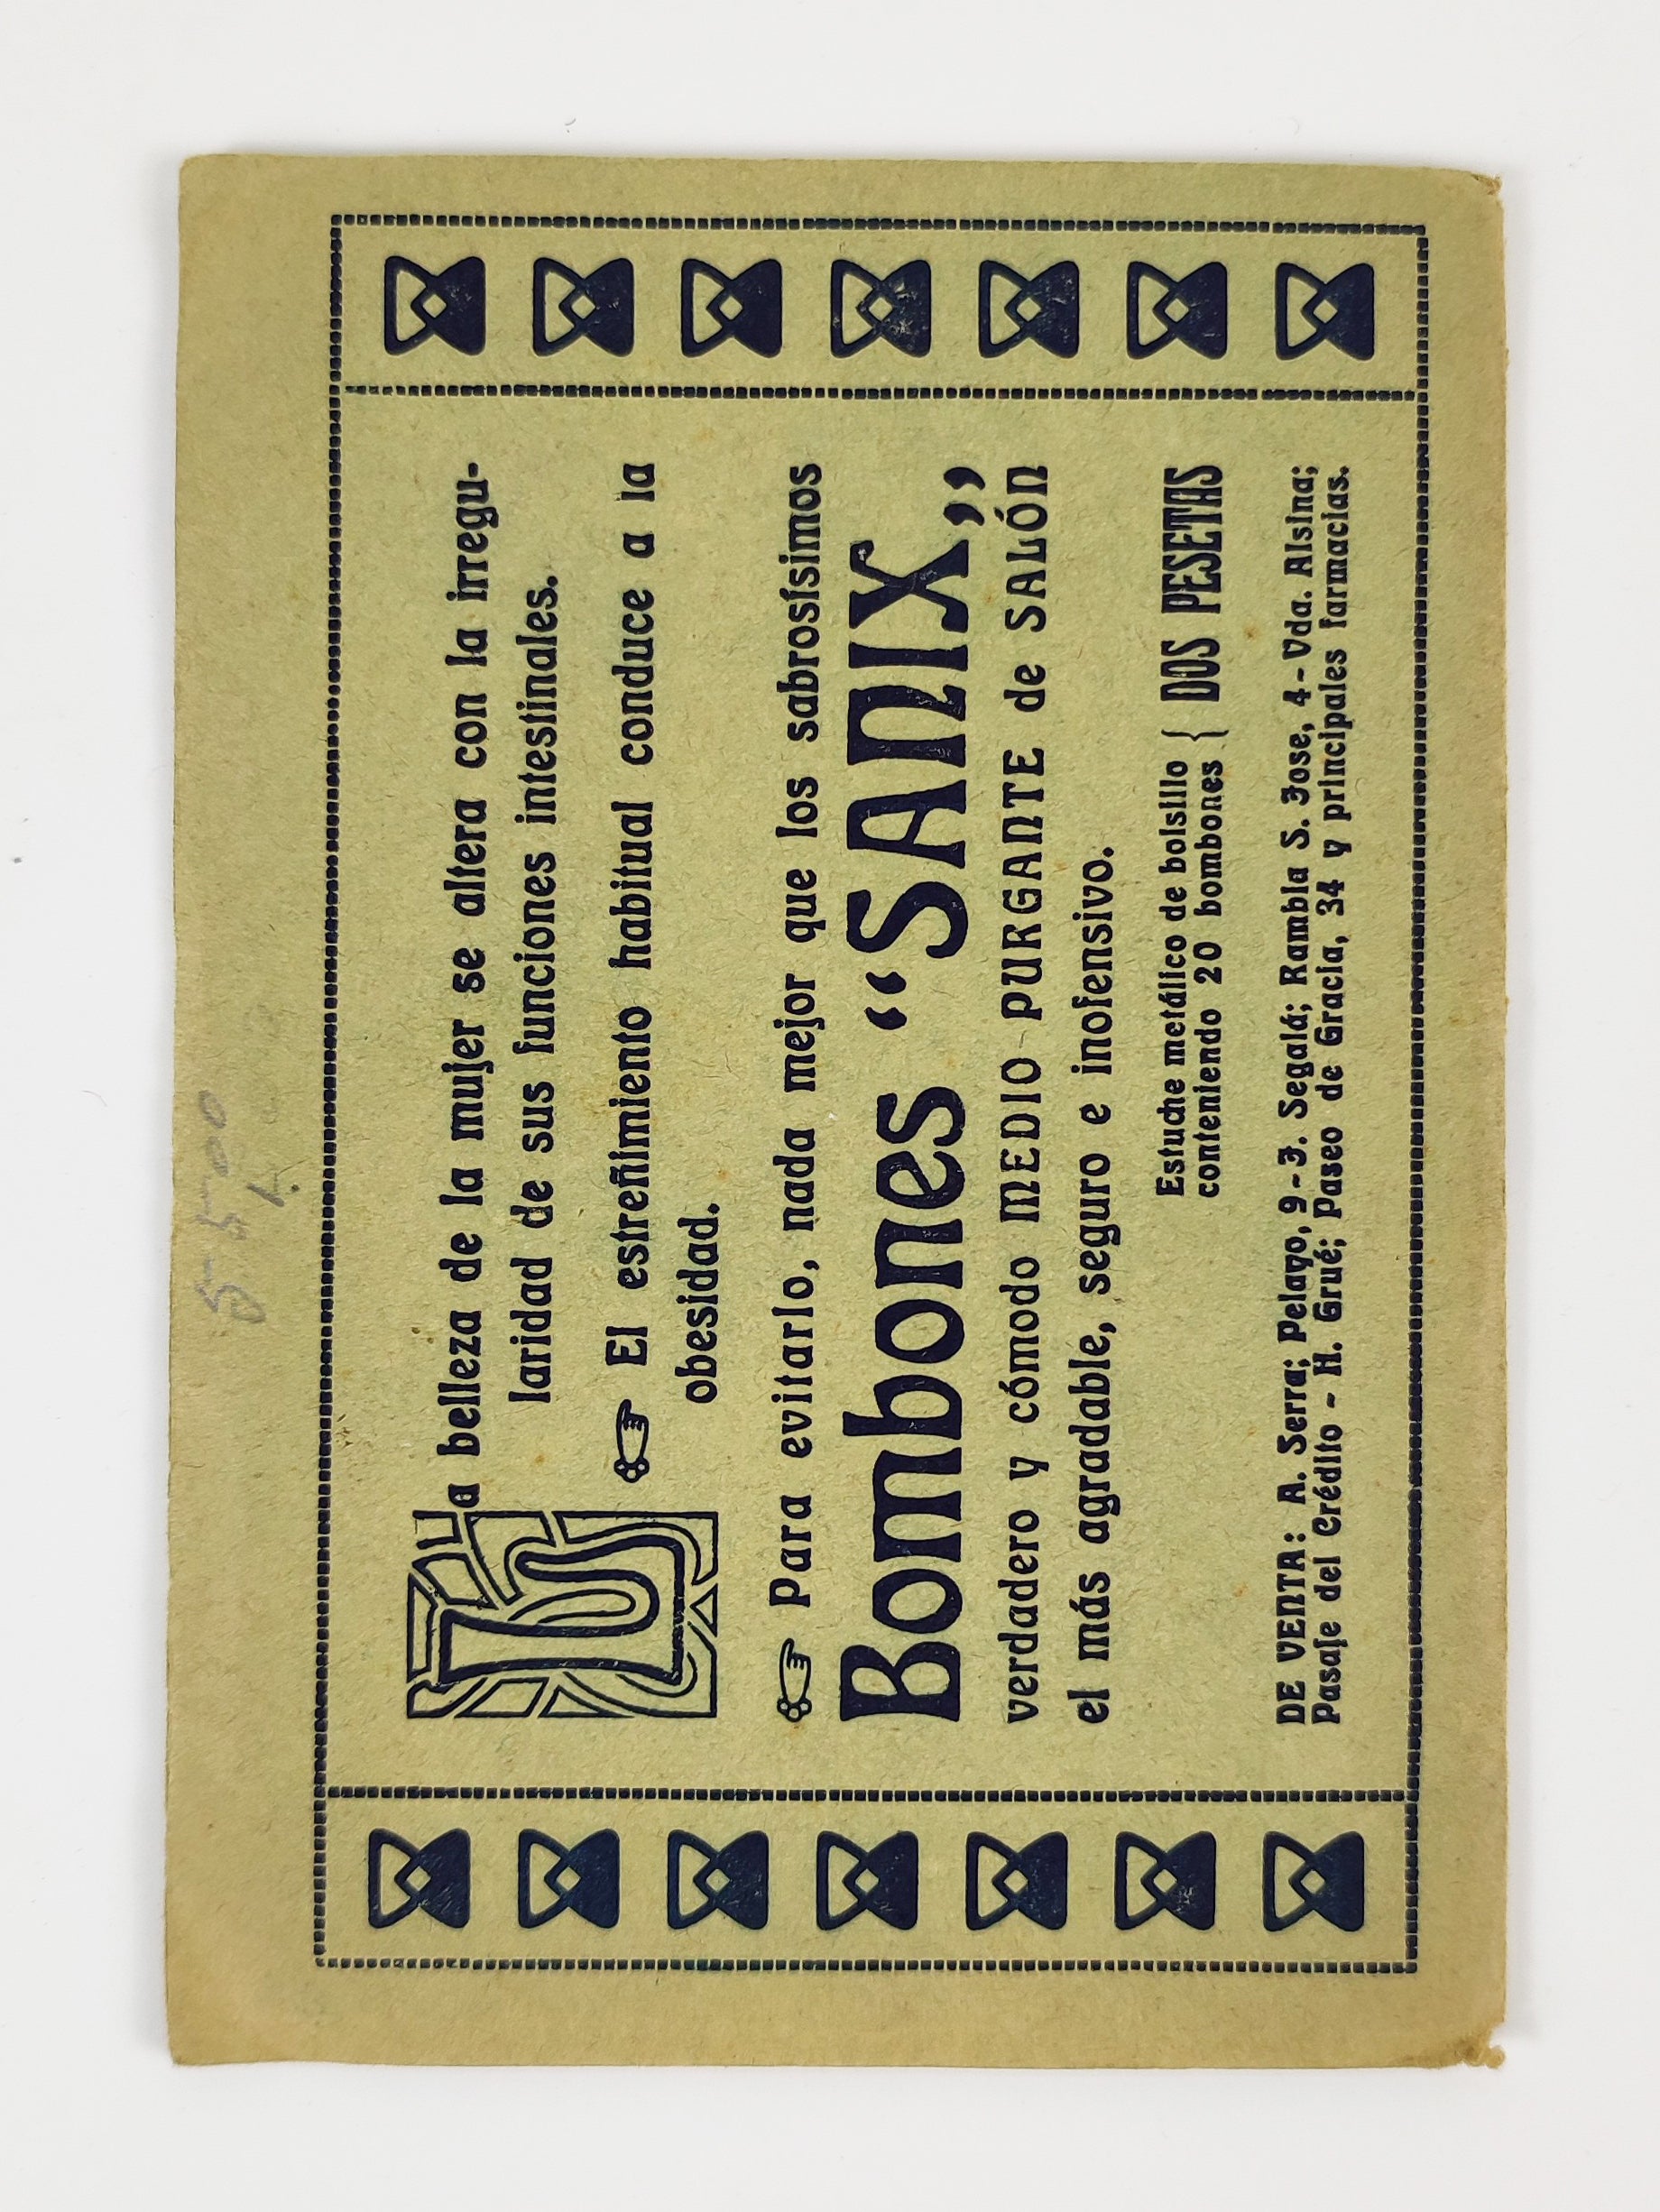 La belleza de la mujer se altera con la irregu-
laridad de sus funciones intestinales.
El estreñimiento habitual conduce a la
obesidad.
Para evitarlo, nada mejor que los sabrosísimos
Bombones “SANIX”
verdadero y cómodo MEDIO PURGANTE de SALÓN
el más agradable, seguro e inofensivo.
Estuche metálico de bolsillo
conteniendo 20 bombones { DOS PESETAS
DE VENTA: A. Serra; Pelayo, 9-J. Segalá; Rambla S. Jose, 4-Vda. Alsina;
Pasaje del Crédito - H. Grué; Paseo de Gracia, 34 y principales farmacias.